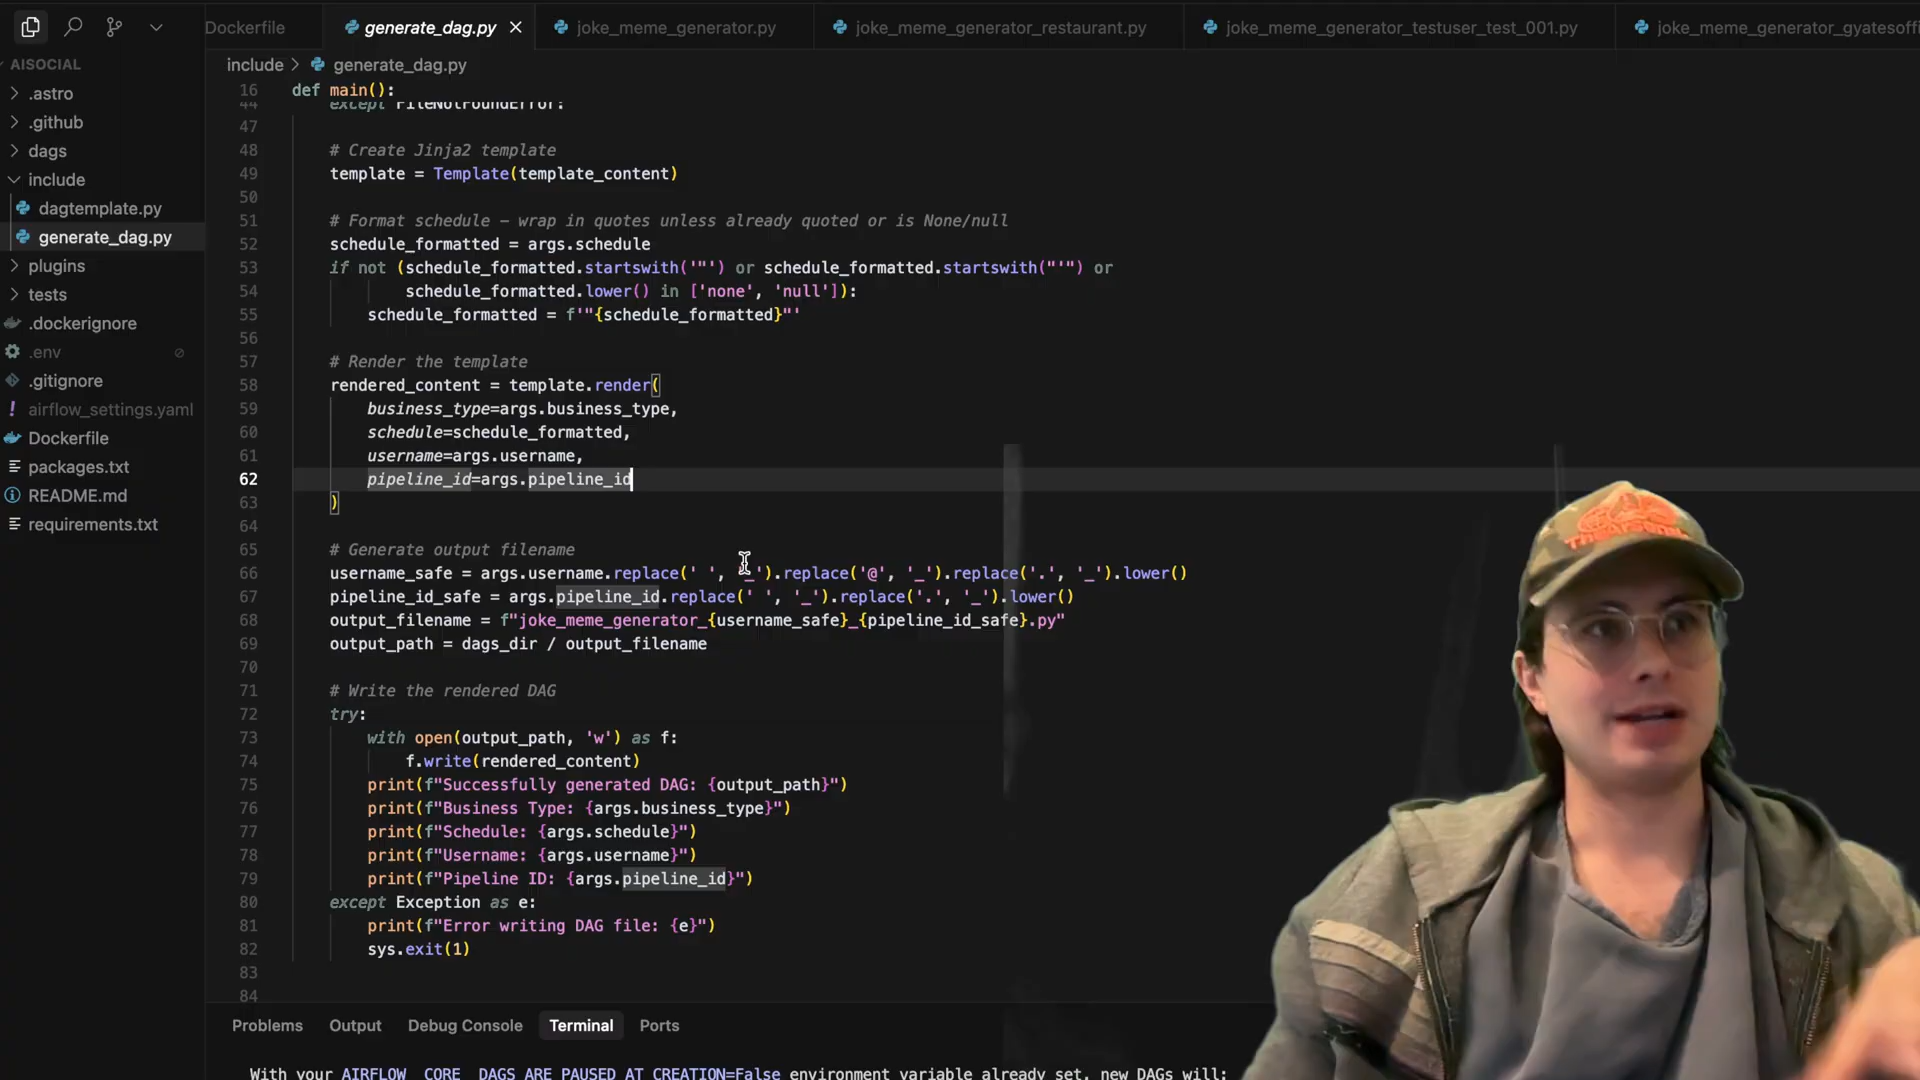 Dockerfile
generate_dag.py
joke_meme_generator.py
joke_meme_generator_restaurant.py
joke_meme_generator_testuser_test_001.py
joke_meme_generator_gyatesoffi
AISOCIAL
.astro
.github
dags
include
dagtemplate.py
generate_dag.py
plugins
tests
.dockerignore
.env
.gitignore
airflow_settings.yaml
Dockerfile
packages.txt
README.md
requirements.txt
include > generate_dag.py
16 def main():
44 except FileNotFoundError:
47
48 # Create Jinja2 template
49 template = Template(template_content)
50
51 # Format schedule – wrap in quotes unless already quoted or is None/null
52 schedule_formatted = args.schedule
53 if not (schedule_formatted.startswith('"') or schedule_formatted.startswith("'") or
54 schedule_formatted.lower() in ['none', 'null']):
55 schedule_formatted = f'"{schedule_formatted}"'
56
57 # Render the template
58 rendered_content = template.render(
59 business_type=args.business_type,
60 schedule=schedule_formatted,
61 username=args.username,
62 pipeline_id=args.pipeline_id
63 )
64
65 # Generate output filename
66 username_safe = args.username.replace(' ', '_').replace('@', '_').replace('.', '_').lower()
67 pipeline_id_safe = args.pipeline_id.replace(' ', '_').replace('.', '_').lower()
68 output_filename = f"joke_meme_generator_{username_safe}_{pipeline_id_safe}.py"
69 output_path = dags_dir / output_filename
70
71 # Write the rendered DAG
72 try:
73 with open(output_path, 'w') as f:
74 f.write(rendered_content)
75 print(f"Successfully generated DAG: {output_path}")
76 print(f"Business Type: {args.business_type}")
77 print(f"Schedule: {args.schedule}")
78 print(f"Username: {args.username}")
79 print(f"Pipeline ID: {args.pipeline_id}")
80 except Exception as e:
81 print(f"Error writing DAG file: {e}")
82 sys.exit(1)
83
84
Problems Output Debug Console Terminal Ports
With your AIRFLOW__CORE__DAGS_ARE_PAUSED_AT_CREATION=False environment variable already set, new DAGs will: